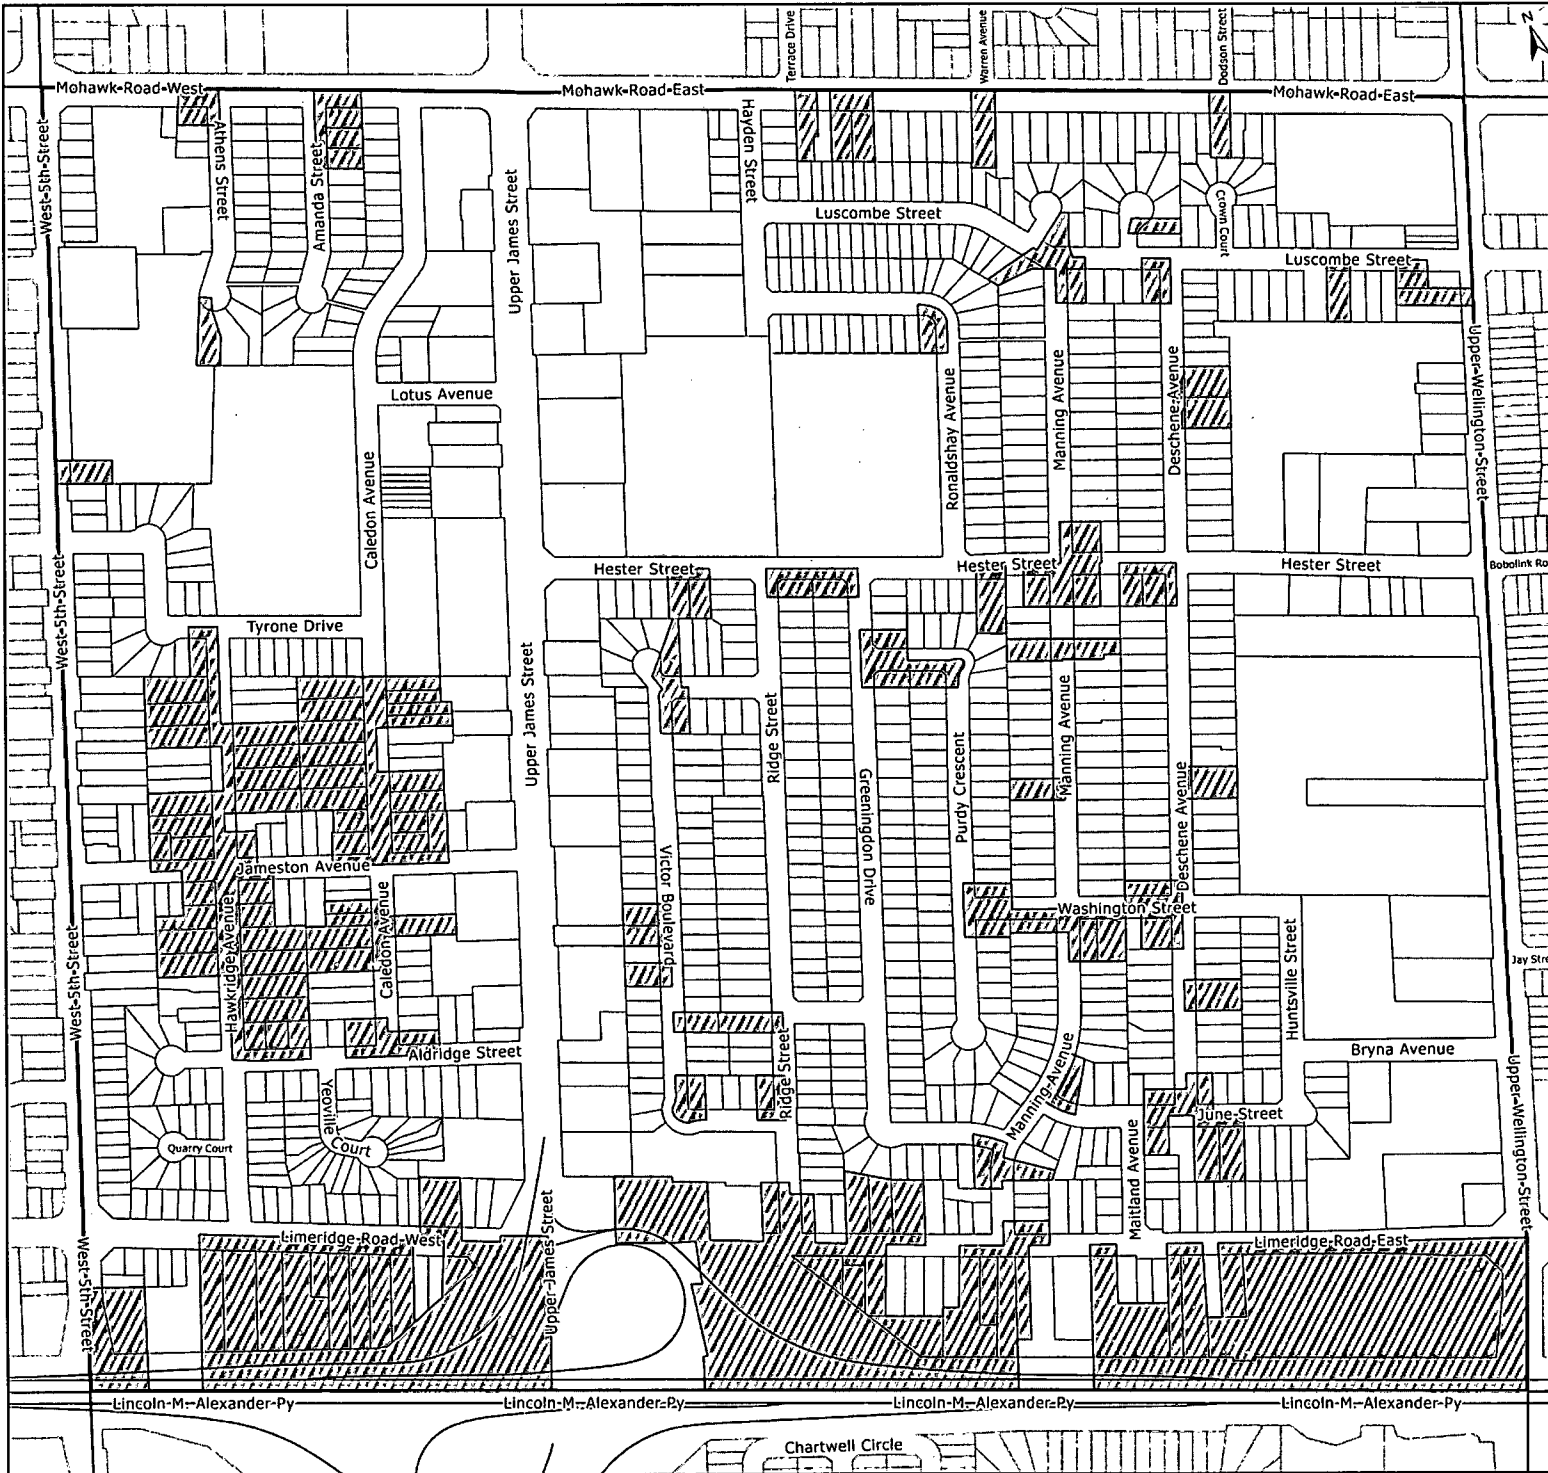 Terrace Drive
Warren Avenue
Dodson Street
Z
Mohawk-Road-West
Mohawk-Road-East
Mohawk-Road-East
West-5th-Street
Athens Street
Amanda Street
Upper James Street
Hayden Street
Luscombe Street
Crown Court
Luscombe Street
Lotus Avenue
Caledon Avenue
Ronaldshay Avenue
Manning Avenue
Deschene Avenue
Upper-Wellington-Street
West-5th-Street
Hester Street
Hester Street
Hester Street
Bobolink Ro
Tyrone Drive
Upper James Street
Ridge Street
Greeningdon Drive
Purdy Crescent
Manning Avenue
Deschene Avenue
Jameston Avenue
Victor Boulevard
Washington Street
Hawkridge Avenue
Caledon Avenue
West-5th-Street
Huntsville Street
Jay Stre
Aldridge Street
Ridge Street
Manning-Avenue
Bryna Avenue
Yeoville
Court
Quarry Court
June-Street
Maitland Avenue
Upper-Wellington-Street
Limeridge-Road-West
Upper-James-Street
Limeridge-Road-East
West-5th-Street
Lincoln-M.-Alexander-Py
Lincoln-M.-Alexander-Py
Lincoln-M.-Alexander-Py
Lincoln-M.-Alexander-Py
Chartwell Circle